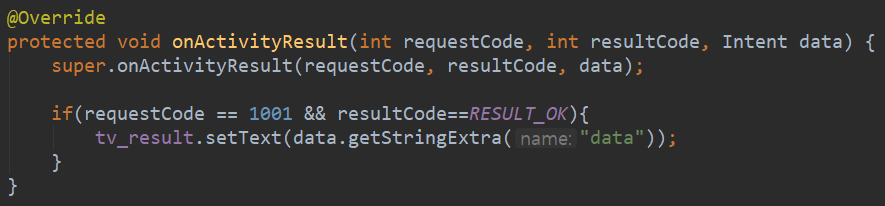 @Override
protected void onActivityResult(int requestCode, int resultCode, Intent data) {
super.onActivityResult(requestCode, resultCode, data);
if(requestCode == 1001 && resultCode==RESULT_OK){
tv_result.setText(data.getStringExtra( name: "data"));
}
}